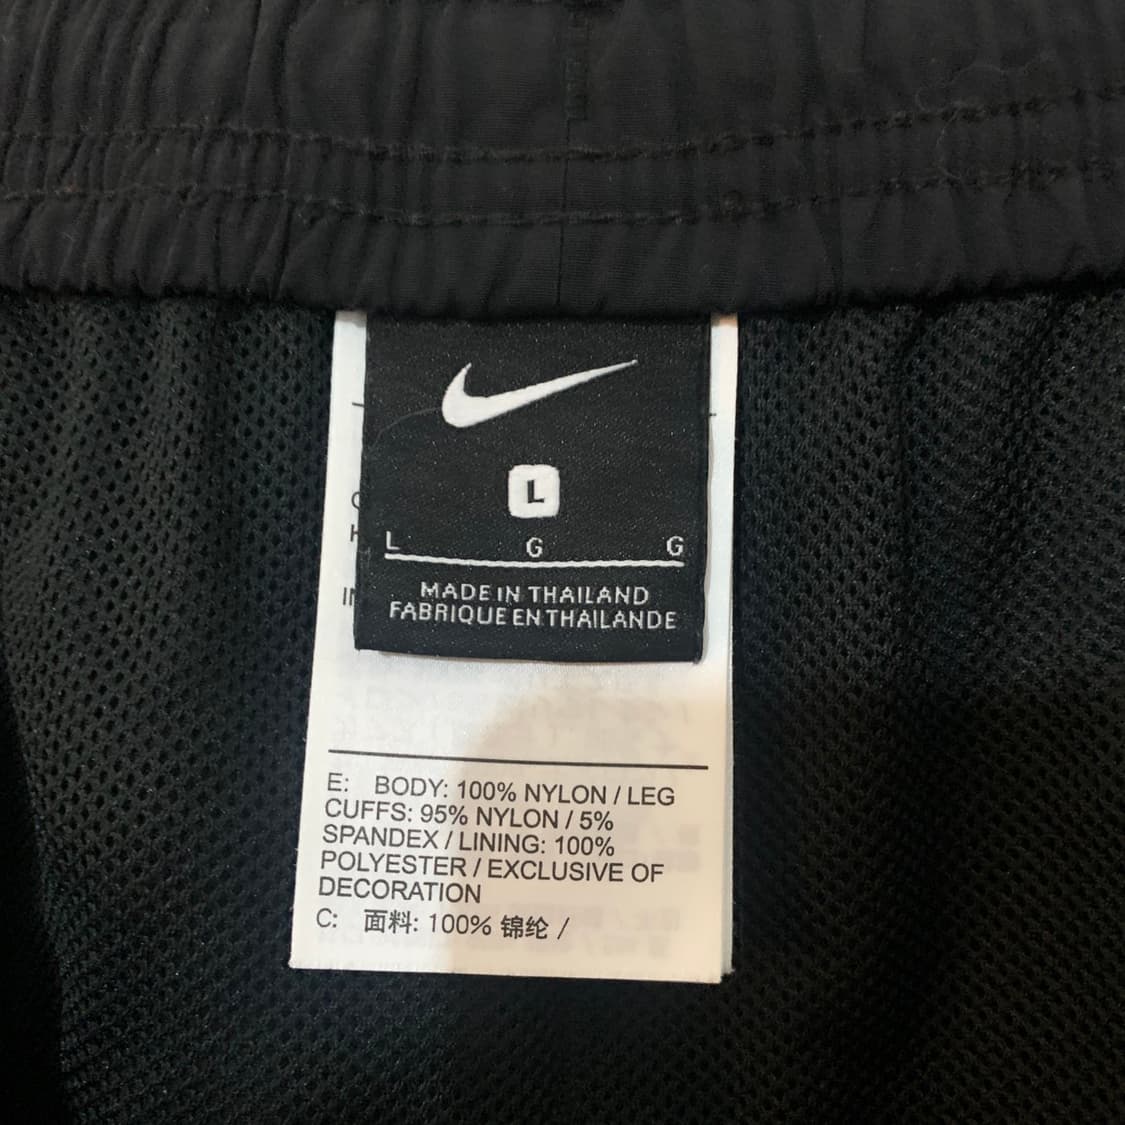 L
L G G
MADE IN THAILAND
FABRIQUE EN THAILANDE
E: BODY: 100% NYLON / LEG
CUFFS: 95% NYLON / 5%
SPANDEX / LINING: 100%
POLYESTER / EXCLUSIVE OF
DECORATION
C: 面料: 100% 锦纶 /